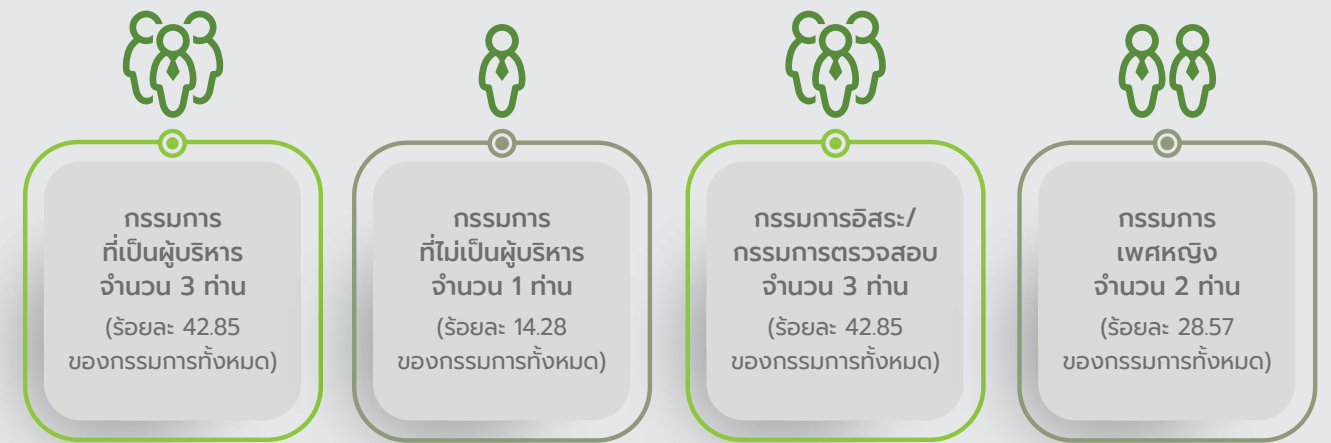 กรรมการ
ที่เป็นผู้บริหาร
จำนวน 3 ท่าน
(ร้อยละ 42.85
ของกรรมการทั้งหมด)
กรรมการ
ที่ไม่เป็นผู้บริหาร
จำนวน 1 ท่าน
(ร้อยละ 14.28
ของกรรมการทั้งหมด)
กรรมการอิสระ/
กรรมการตรวจสอบ
จำนวน 3 ท่าน
(ร้อยละ 42.85
ของกรรมการทั้งหมด)
กรรมการ
เพศหญิง
จำนวน 2 ท่าน
(ร้อยละ 28.57
ของกรรมการทั้งหมด)